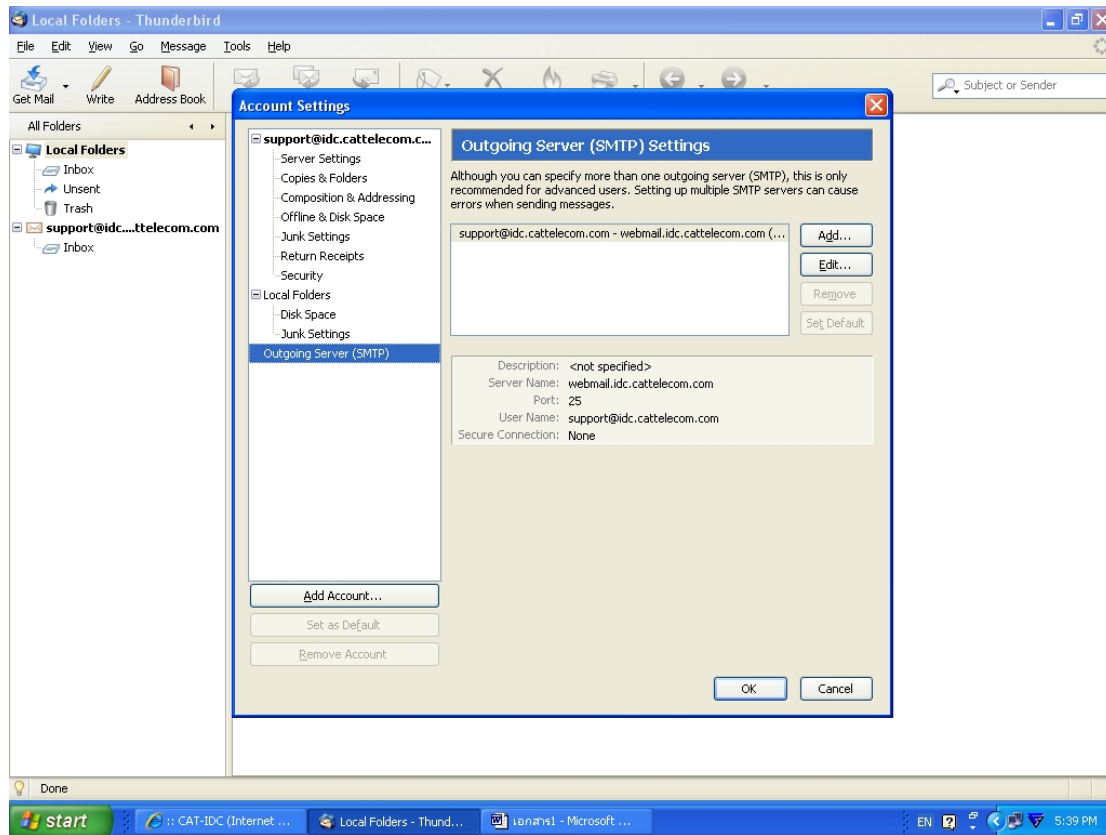 Local Folders - Thunderbird
File Edit View Go Message Tools Help
Get Mail Write Address Book
Subject or Sender
All Folders
Local Folders
Inbox
Unsent
Trash
support@idc....ttelecom.com
Inbox
Account Settings
support@idc.cattelecom.c...
Server Settings
Copies & Folders
Composition & Addressing
Offline & Disk Space
Junk Settings
Return Receipts
Security
Local Folders
Disk Space
Junk Settings
Outgoing Server (SMTP)
Add Account...
Set as Default
Remove Account
Outgoing Server (SMTP) Settings
Although you can specify more than one outgoing server (SMTP), this is only
recommended for advanced users. Setting up multiple SMTP servers can cause
errors when sending messages.
support@idc.cattelecom.com - webmail.idc.cattelecom.com (...
Add...
Edit...
Remove
Set Default
Description: <not specified>
Server Name: webmail.idc.cattelecom.com
Port: 25
User Name: support@idc.cattelecom.com
Secure Connection: None
OK Cancel
Done
start :: CAT-IDC (Internet ... Local Folders - Thund... เอกสาร1 - Microsoft ... EN 5:39 PM